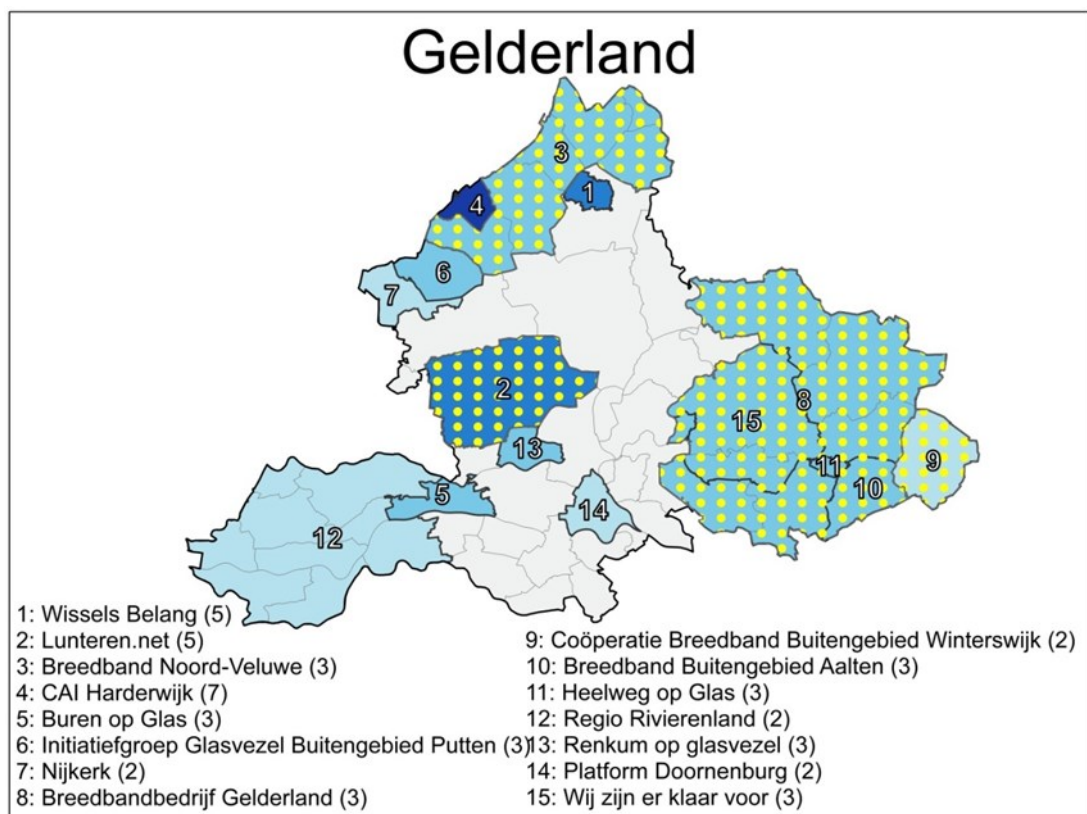 Gelderland
3
1
4
6
7
2
8
15
9
11
10
13
5
14
12
1: Wissels Belang (5)
2: Lunteren.net (5)
3: Breedband Noord-Veluwe (3)
4: CAI Harderwijk (7)
5: Buren op Glas (3)
6: Initiatiefgroep Glasvezel Buitengebied Putten (3)
7: Nijkerk (2)
8: Breedbandbedrijf Gelderland (3)
9: Coöperatie Breedband Buitengebied Winterswijk (2)
10: Breedband Buitengebied Aalten (3)
11: Heelweg op Glas (3)
12: Regio Rivierenland (2)
13: Renkum op glasvezel (3)
14: Platform Doornenburg (2)
15: Wij zijn er klaar voor (3)